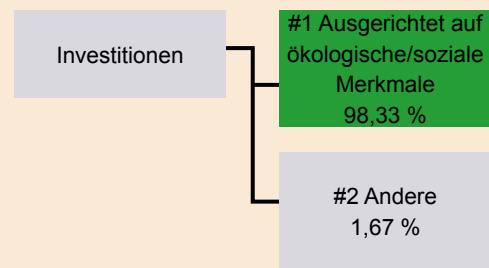 Investitionen
#1 Ausgerichtet auf
ökologische/soziale
Merkmale
98,33 %
#2 Andere
1,67 %